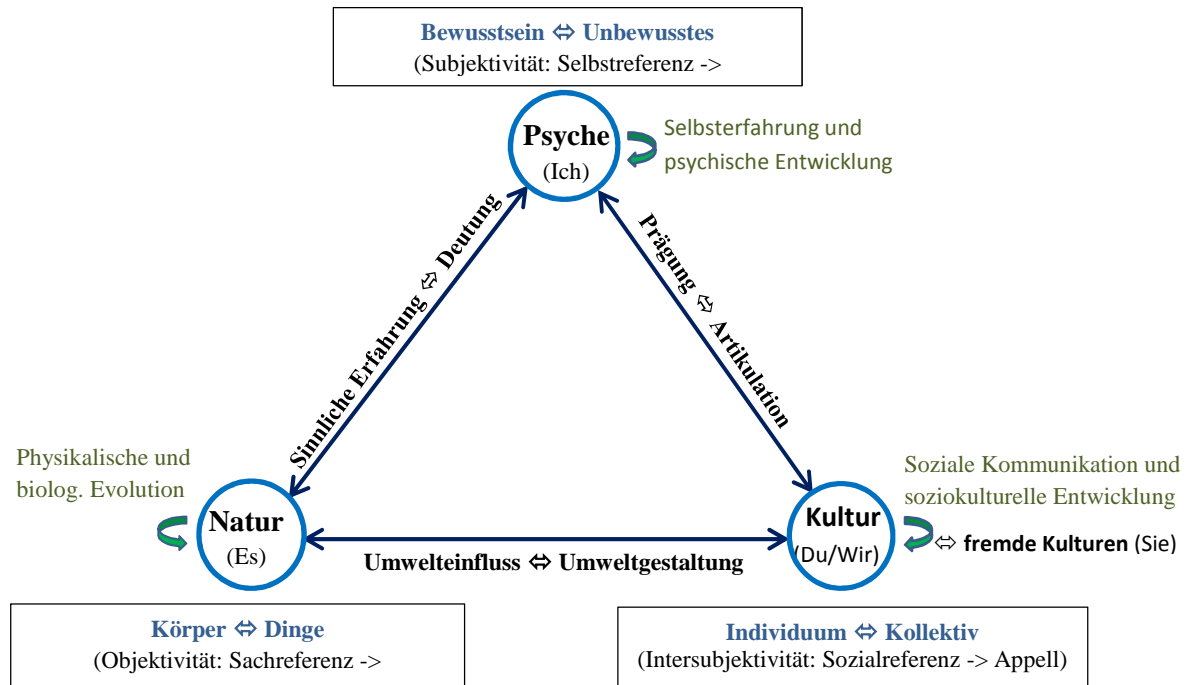 Bewusstsein ⇔ Unbewusstes
(Subjektivität: Selbstreferenz ->
Psyche
(Ich)
Selbsterfahrung und
psychische Entwicklung
Sinnliche Erfahrung ⇔ Deutung
Prägung ⇔ Artikulation
Physikalische und
biolog. Evolution
Natur
(Es)
Umwelteinfluss ⇔ Umweltgestaltung
Kultur
(Du/Wir)
Soziale Kommunikation und
soziokulturelle Entwicklung
⇔ fremde Kulturen (Sie)
Körper ⇔ Dinge
(Objektivität: Sachreferenz ->
Individuum ⇔ Kollektiv
(Intersubjektivität: Sozialreferenz -> Appell)